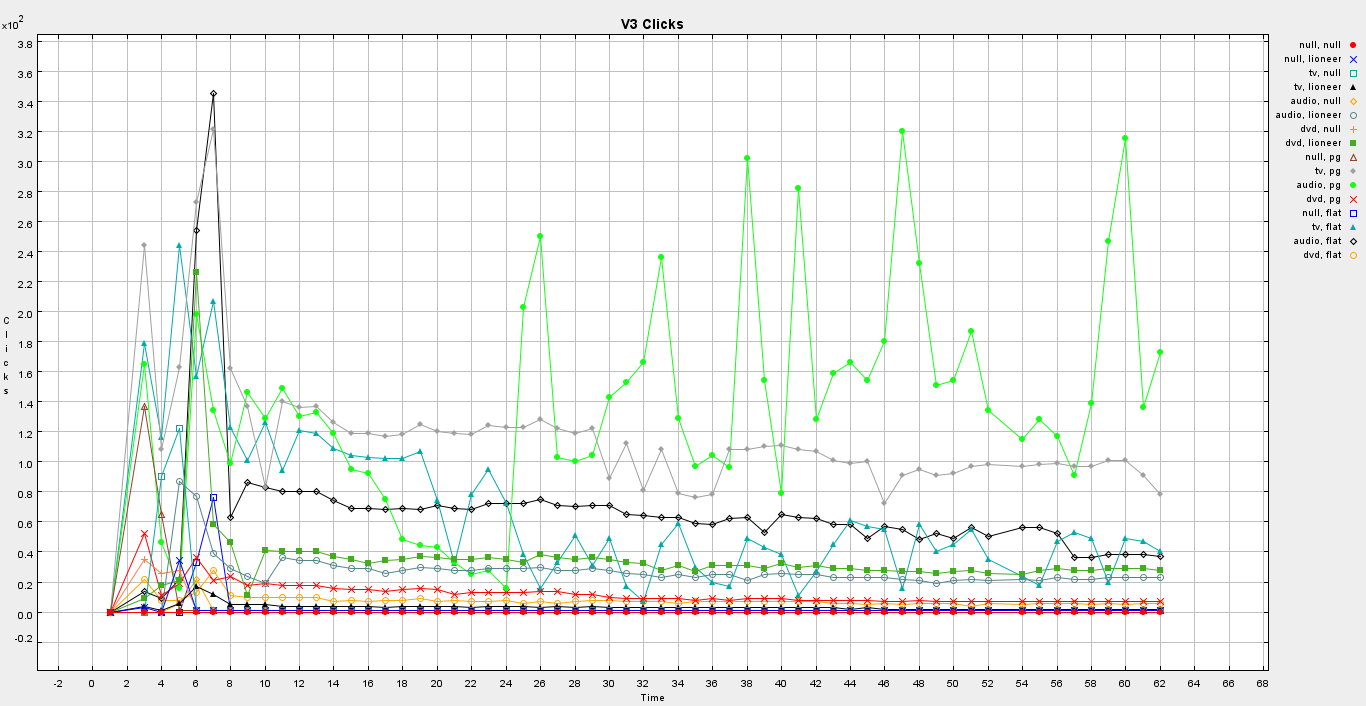 V3 Clicks
x10^2
3.8
3.6
3.4
3.2
3.0
2.8
2.6
2.4
2.2
2.0
1.8
1.6
1.4
1.2
1.0
0.8
0.6
0.4
0.2
0.0
-0.2
Clicks
-2 0 2 4 6 8 10 12 14 16 18 20 22 24 26 28 30 32 34 36 38 40 42 44 46 48 50 52 54 56 58 60 62 64 66 68
Time
null, null
null, lioneer
tv, null
tv, lioneer
audio, null
audio, lioneer
dvd, null
dvd, lioneer
null, pg
tv, pg
audio, pg
dvd, pg
null, flat
tv, flat
audio, flat
dvd, flat